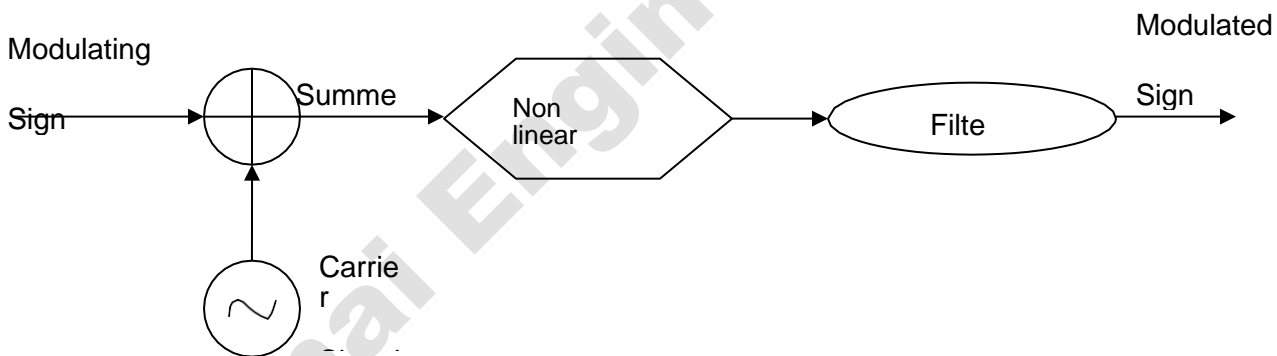 Modulated
Modulating
Sign
Summe
Non
linear
Filte
Sign
Carrie
r